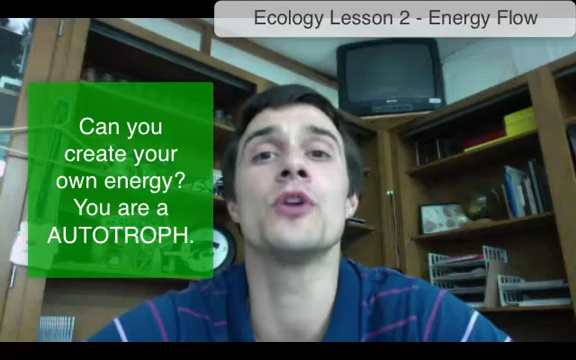 Ecology Lesson 2 - Energy Flow
Can you
create your
own energy?
You are a
AUTOTROPH.